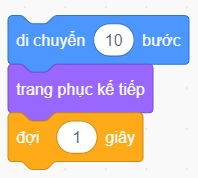 di chuyển 10 bước
trang phục kế tiếp
đợi 1 giây